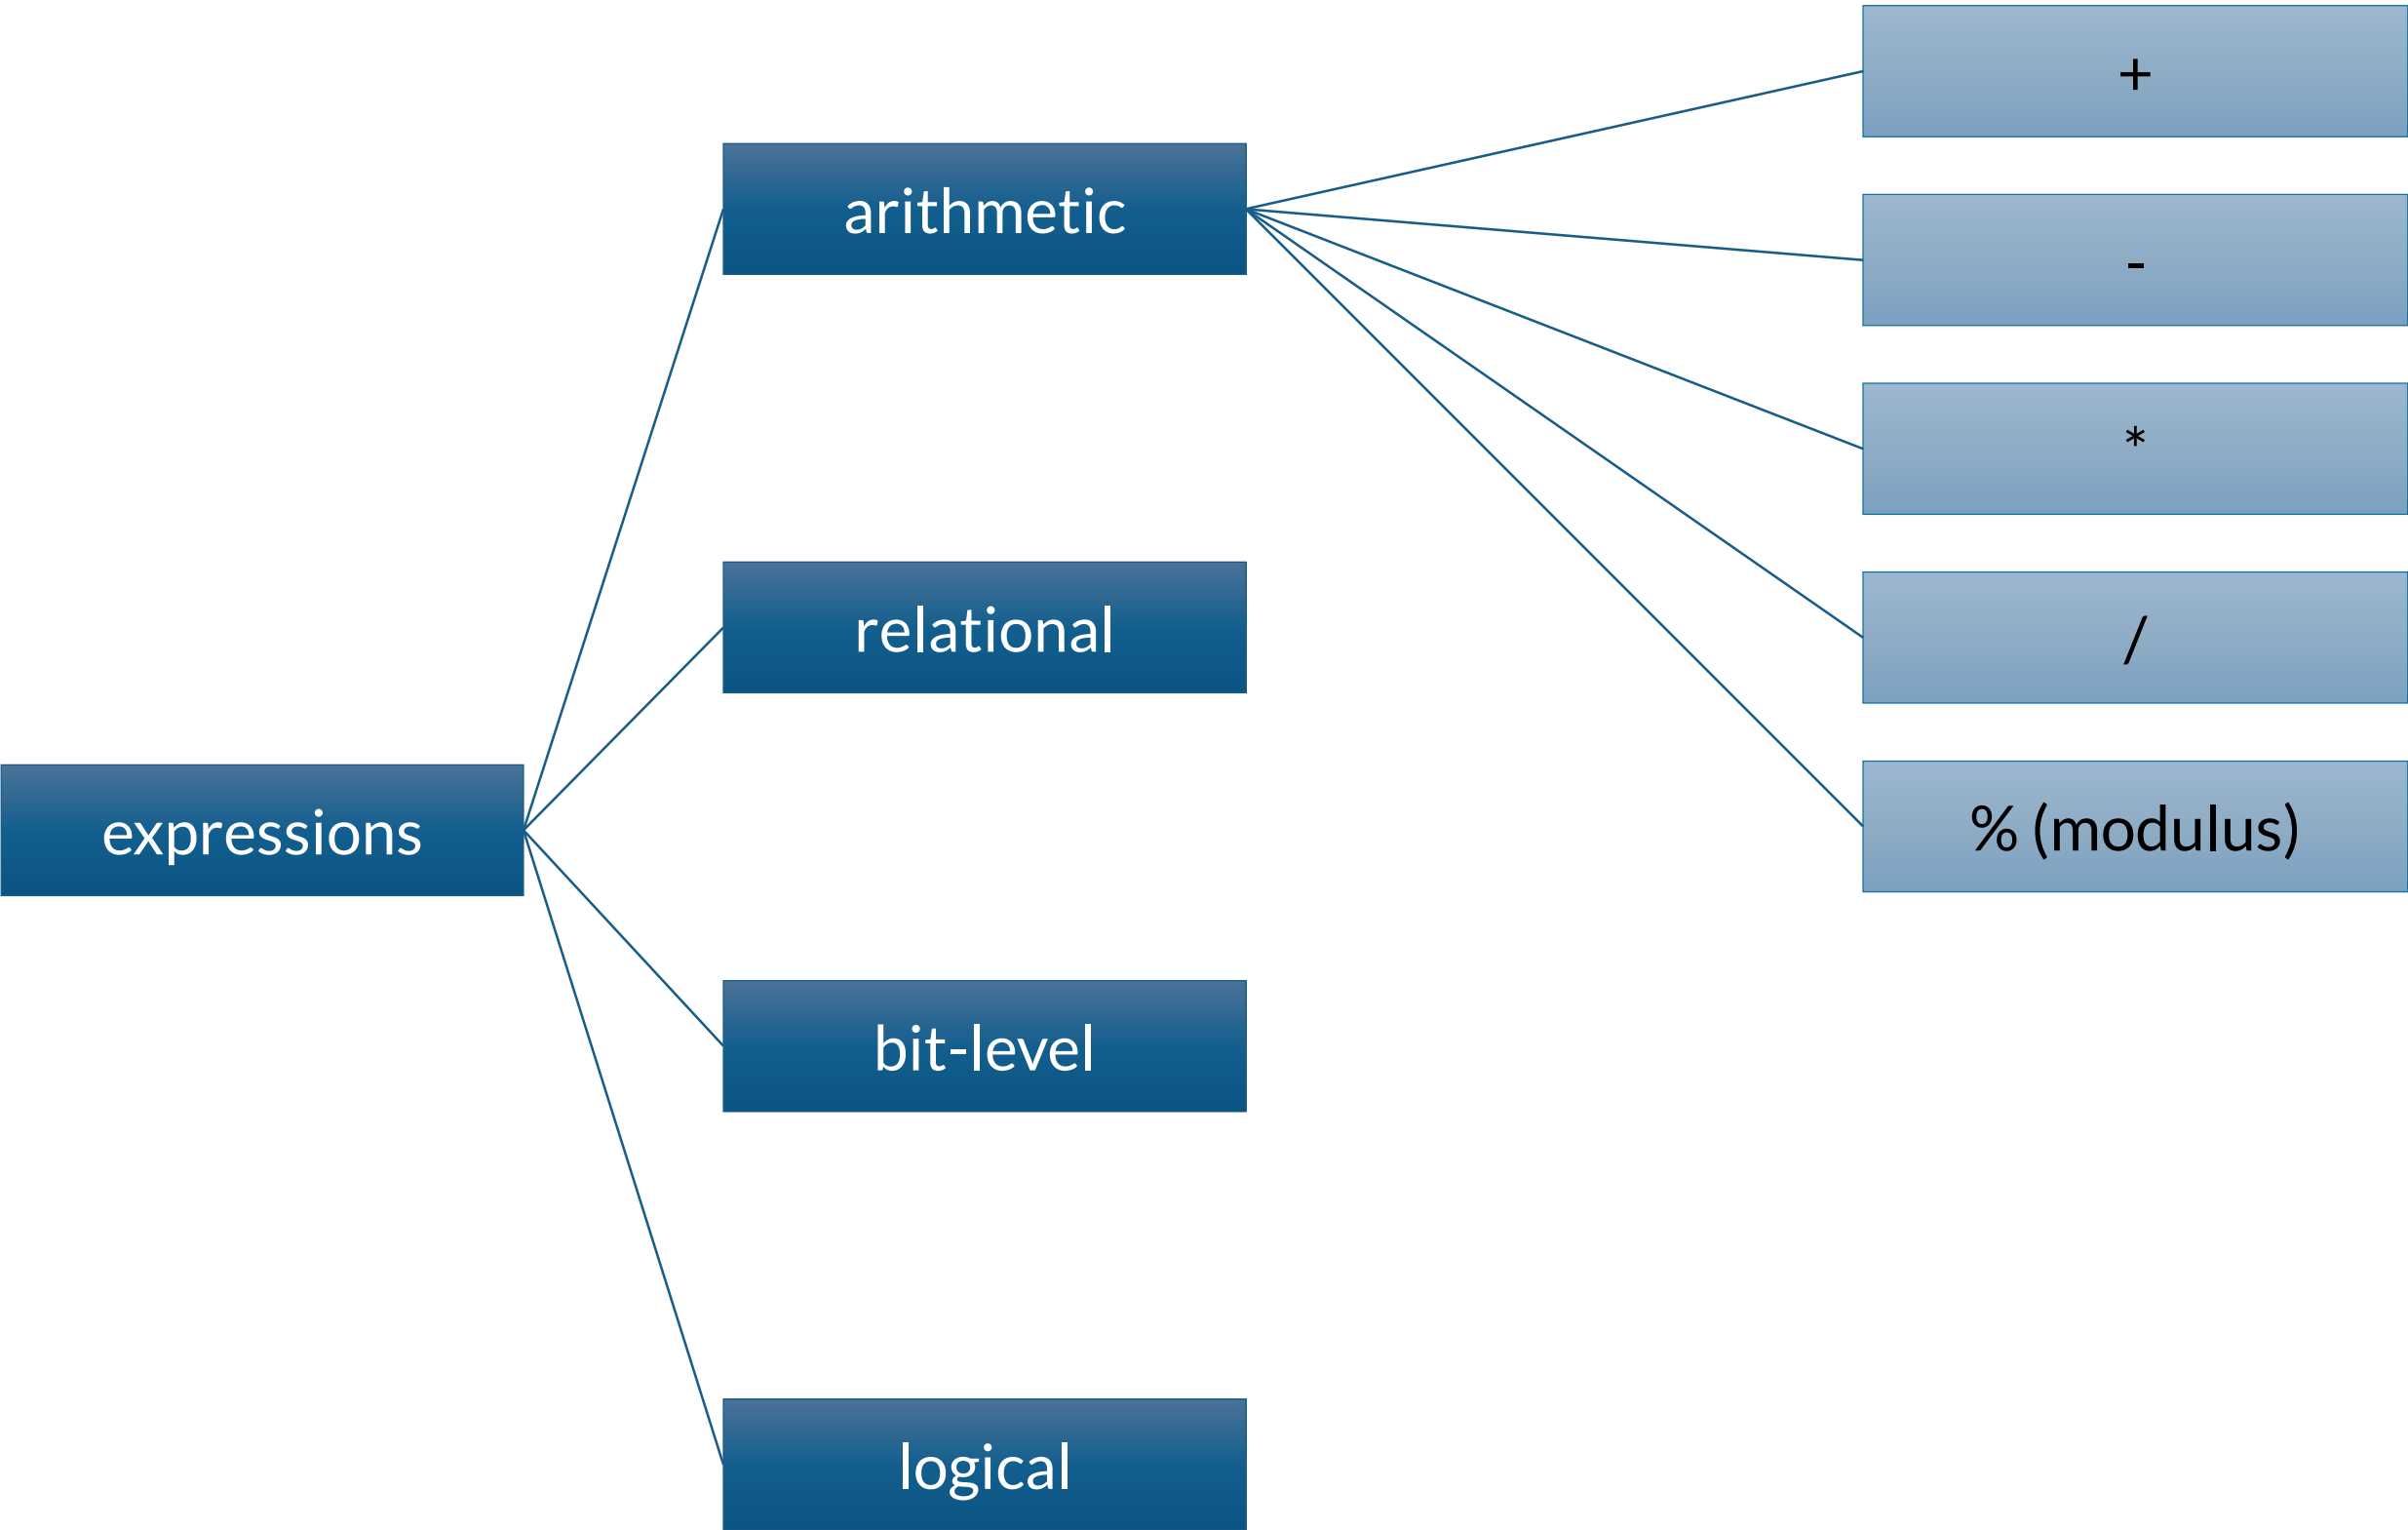 expressions
arithmetic
relational
bit-level
logical
+
-
*
/
% (modulus)